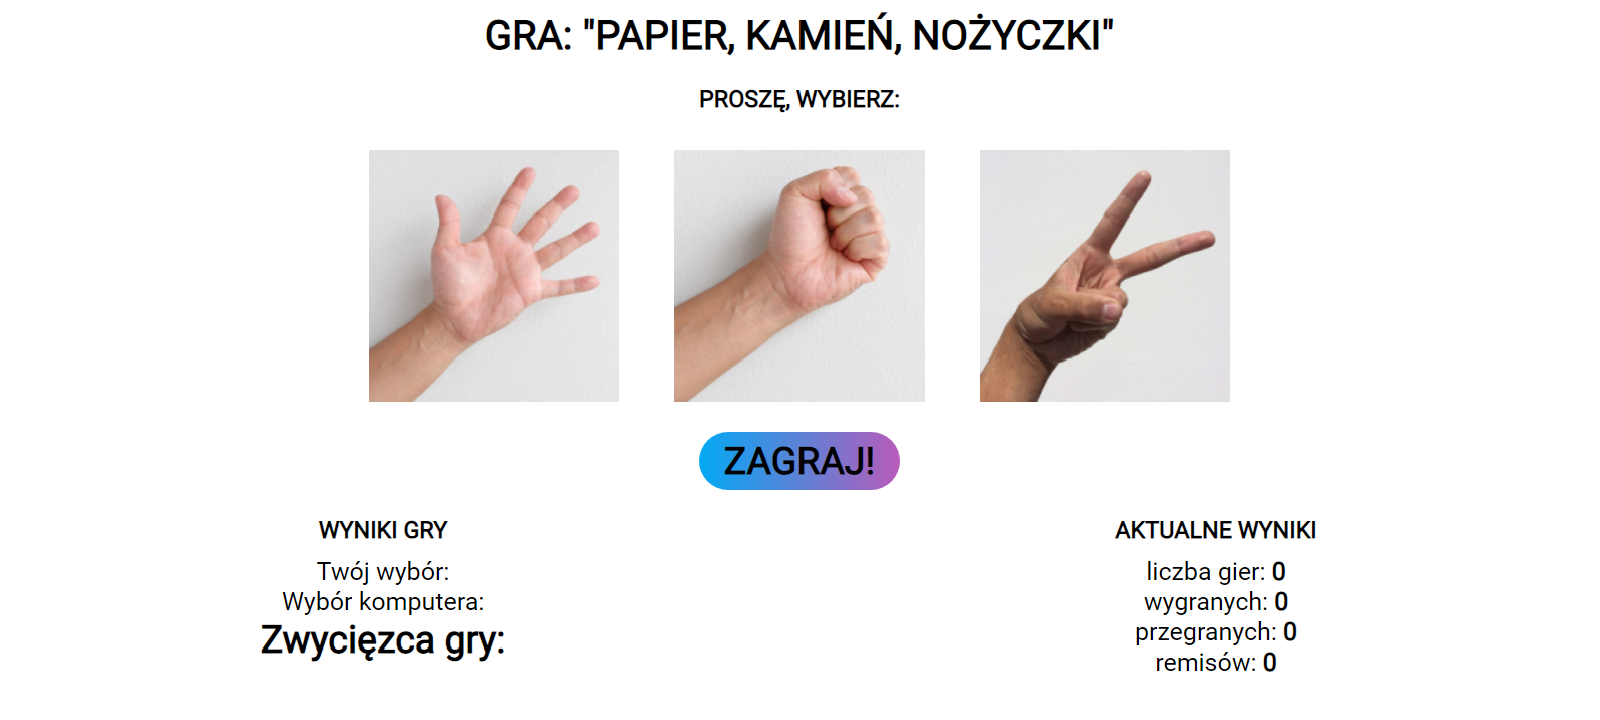 GRA: "PAPIER, KAMIEŃ, NOŻYCZKI"
PROSZĘ, WYBIERZ:
ZAGRAJ!
WYNIKI GRY
Twój wybór:
Wybór komputera:
Zwycięzca gry:
AKTUALNE WYNIKI
liczba gier: 0
wygranych: 0
przegranych: 0
remisów: 0